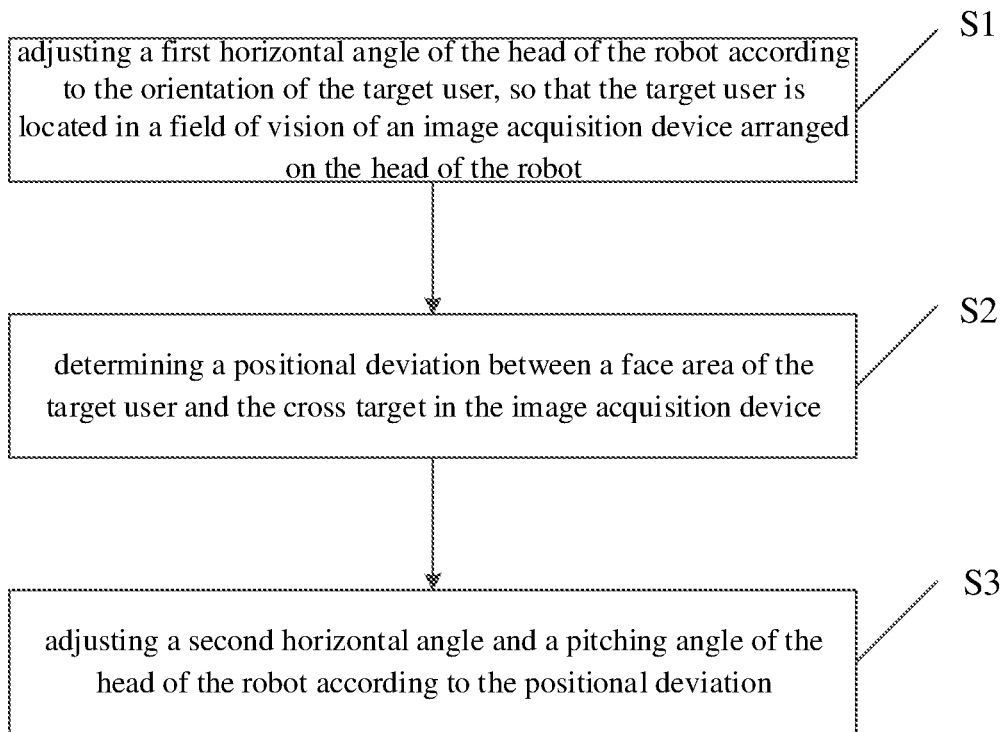 S1
adjusting a first horizontal angle of the head of the robot according
to the orientation of the target user, so that the target user is
located in a field of vision of an image acquisition device arranged
on the head of the robot
S2
determining a positional deviation between a face area of the
target user and the cross target in the image acquisition device
S3
adjusting a second horizontal angle and a pitching angle of the
head of the robot according to the positional deviation